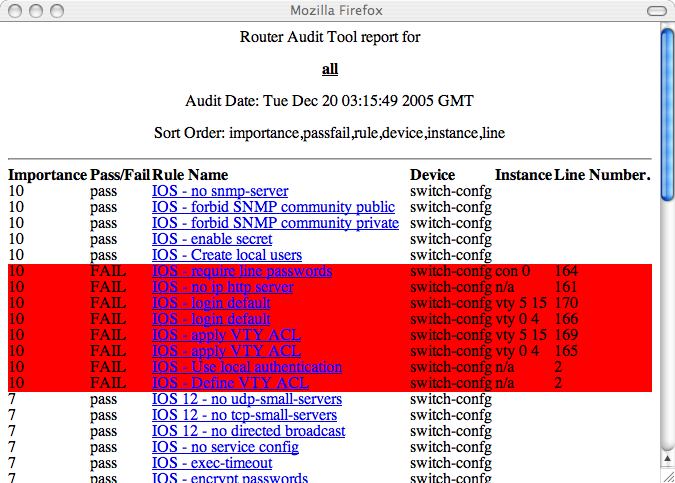 Mozilla Firefox
Router Audit Tool report for
all
Audit Date: Tue Dec 20 03:15:49 2005 GMT
Sort Order: importance,passfail,rule,device,instance,line
Importance Pass/Fail Rule Name Device Instance Line Number.
10 pass IOS - no snmp-server switch-confg
10 pass IOS - forbid SNMP community public switch-confg
10 pass IOS - forbid SNMP community private switch-confg
10 pass IOS - enable secret switch-confg
10 pass IOS - Create local users switch-confg
10 FAIL IOS - require line passwords switch-confg con 0 164
10 FAIL IOS - no ip http server switch-confg n/a 161
10 FAIL IOS - login default switch-confg vty 5 15 170
10 FAIL IOS - login default switch-confg vty 0 4 166
10 FAIL IOS - apply VTY ACL switch-confg vty 5 15 169
10 FAIL IOS - apply VTY ACL switch-confg vty 0 4 165
10 FAIL IOS - Use local authentication switch-confg n/a 2
10 FAIL IOS - Define VTY ACL switch-confg n/a 2
7 pass IOS 12 - no udp-small-servers switch-confg
7 pass IOS 12 - no tcp-small-servers switch-confg
7 pass IOS 12 - no directed broadcast switch-confg
7 pass IOS - no service config switch-confg
7 pass IOS - exec-timeout switch-confg
7 pass IOS - encrypt passwords switch-confg